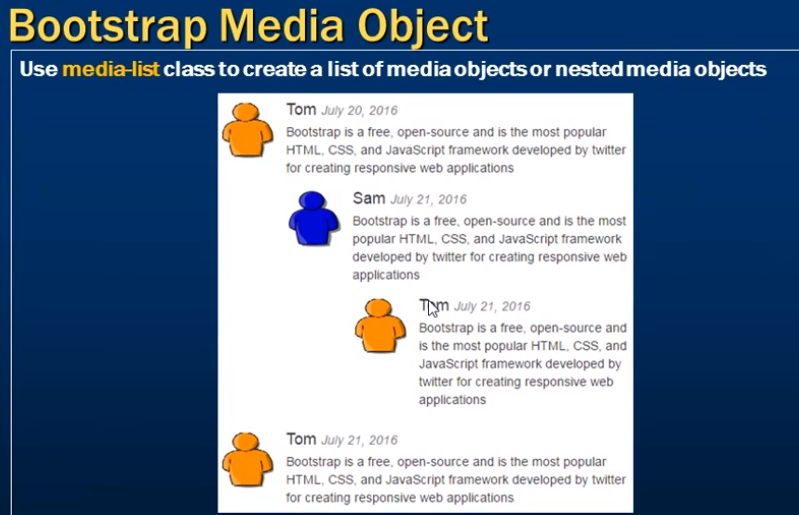 Bootstrap Media Object
Use media-list class to create a list of media objects or nested media objects
Tom July 20, 2016
Bootstrap is a free, open-source and is the most popular
HTML, CSS, and JavaScript framework developed by twitter
for creating responsive web applications
Sam July 21, 2016
Bootstrap is a free, open-source and is the most
popular HTML, CSS, and JavaScript framework
developed by twitter for creating responsive web
applications
Tom July 21, 2016
Bootstrap is a free, open-source and
is the most popular HTML, CSS, and
JavaScript framework developed by
twitter for creating responsive web
applications
Tom July 21, 2016
Bootstrap is a free, open-source and is the most popular
HTML, CSS, and JavaScript framework developed by twitter
for creating responsive web applications